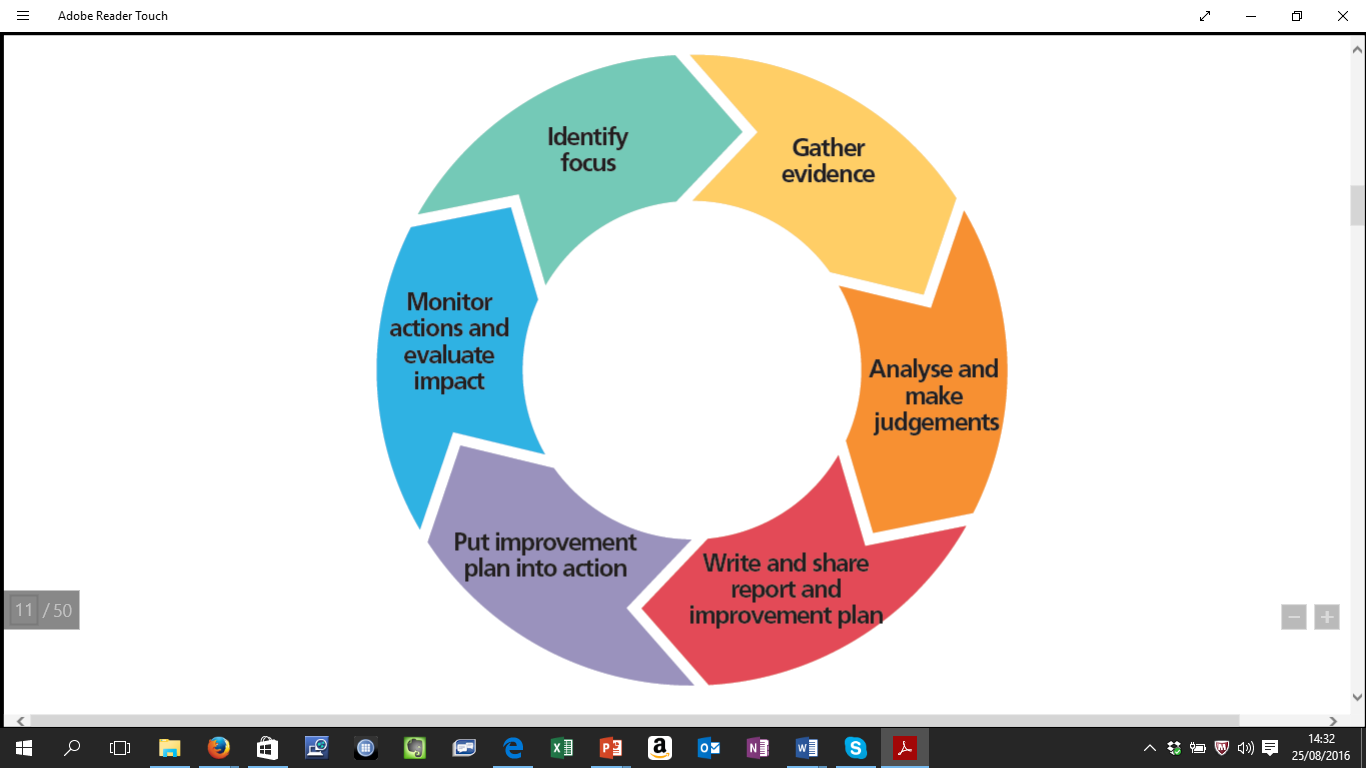 Adobe Reader Touch
Identify
focus
Gather
evidence
Analyse and
make
judgements
Write and share
report and
improvement plan
Put improvement
plan into action
Monitor
actions and
evaluate
impact
11 / 50
14:32
25/08/2016